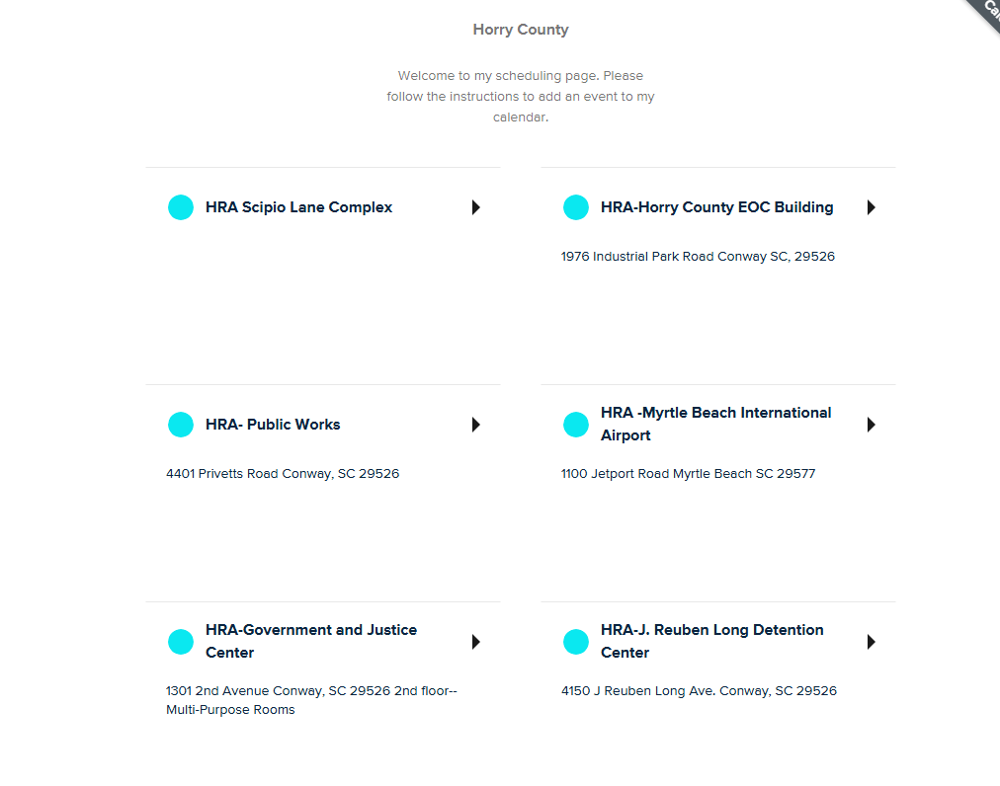 Horry County
Welcome to my scheduling page. Please
follow the instructions to add an event to my
calendar.
HRA Scipio Lane Complex
HRA-Horry County EOC Building
1976 Industrial Park Road Conway SC, 29526
HRA- Public Works
4401 Privetts Road Conway, SC 29526
HRA -Myrtle Beach International
Airport
1100 Jetport Road Myrtle Beach SC 29577
HRA-Government and Justice
Center
1301 2nd Avenue Conway, SC 29526 2nd floor--
Multi-Purpose Rooms
HRA-J. Reuben Long Detention
Center
4150 J Reuben Long Ave. Conway, SC 29526